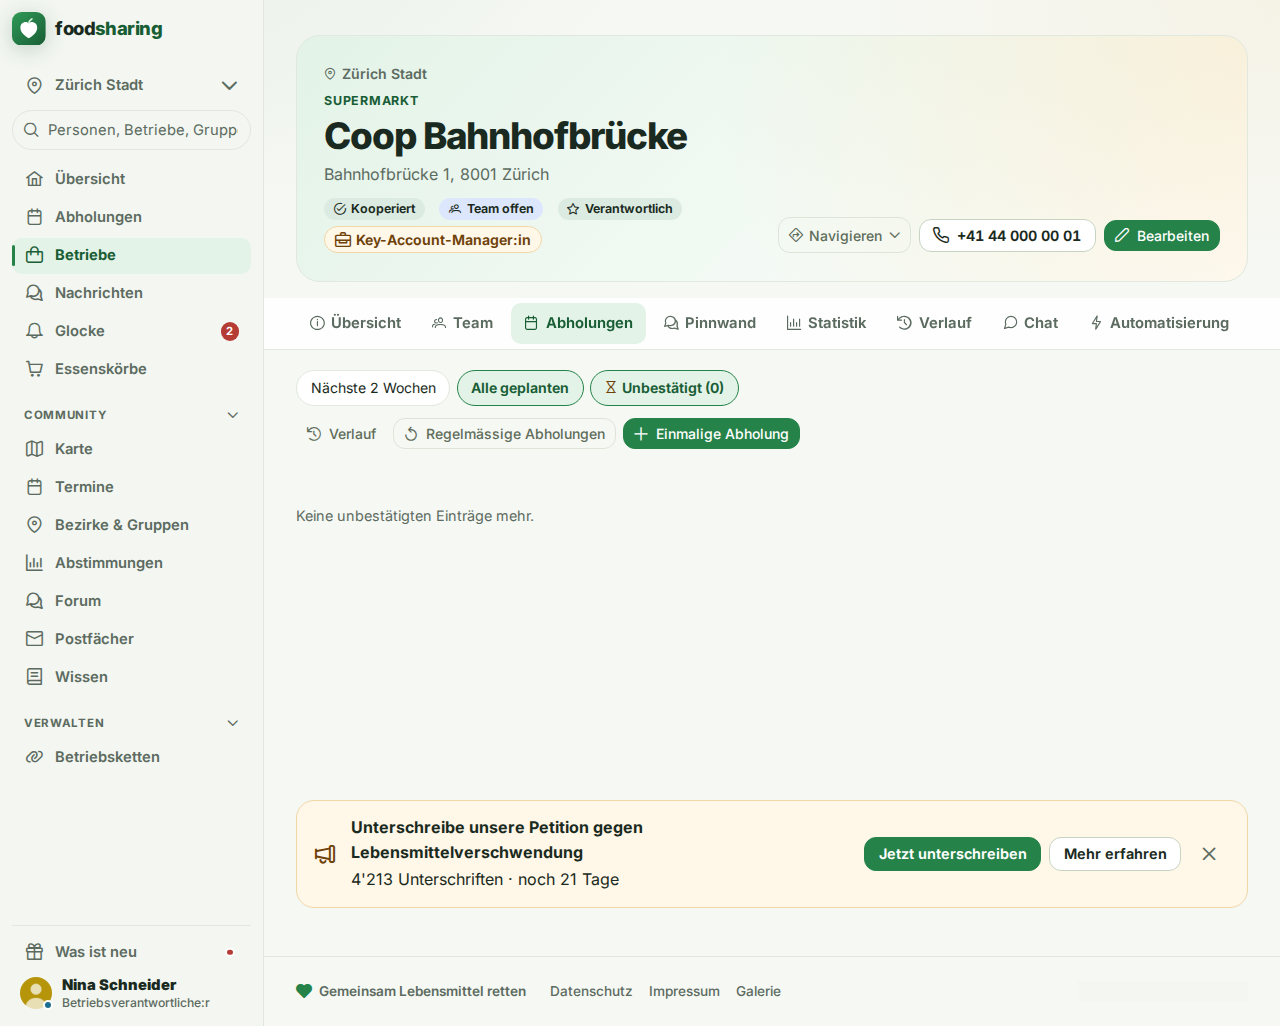 foodsharing
Zürich Stadt
Personen, Betriebe, Grupp
Übersicht
Abholungen
Betriebe
Nachrichten
Glocke 2
Essenskörbe
COMMUNITY
Karte
Termine
Bezirke & Gruppen
Abstimmungen
Forum
Postfächer
Wissen
VERWALTEN
Betriebsketten
Was ist neu
Nina Schneider
Betriebsverantwortliche:r
Zürich Stadt
SUPERMARKT
Coop Bahnhofbrücke
Bahnhofbrücke 1, 8001 Zürich
Kooperiert Team offen Verantwortlich
Key-Account-Manager:in
Navigieren +41 44 000 00 01 Bearbeiten
Übersicht Team Abholungen Pinnwand Statistik Verlauf Chat Automatisierung
Nächste 2 Wochen Alle geplanten Unbestätigt (0)
Verlauf Regelmässige Abholungen Einmalige Abholung
Keine unbestätigten Einträge mehr.
Unterschreibe unsere Petition gegen
Lebensmittelverschwendung
4'213 Unterschriften · noch 21 Tage
Jetzt unterschreiben Mehr erfahren
Gemeinsam Lebensmittel retten Datenschutz Impressum Galerie